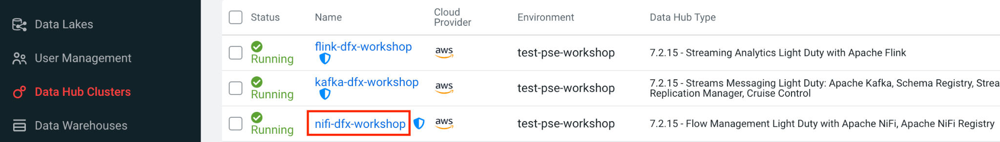 Data Lakes
User Management
Data Hub Clusters
Data Warehouses
Status Name Cloud Provider Environment Data Hub Type
Running flink-dfx-workshop aws test-pse-workshop 7.2.15 - Streaming Analytics Light Duty with Apache Flink
Running kafka-dfx-workshop aws test-pse-workshop 7.2.15 - Streams Messaging Light Duty: Apache Kafka, Schema Registry, Strea
Replication Manager, Cruise Control
Running nifi-dfx-workshop aws test-pse-workshop 7.2.15 - Flow Management Light Duty with Apache NiFi, Apache NiFi Registry